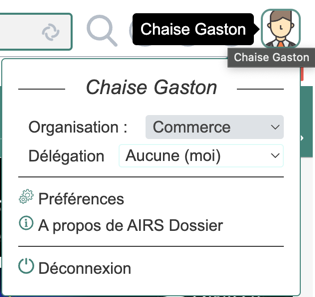 Chaise Gaston
Chaise Gaston
Chaise Gaston
Organisation : Commerce
Délégation Aucune (moi)
Préférences
A propos de AIRS Dossier
Déconnexion